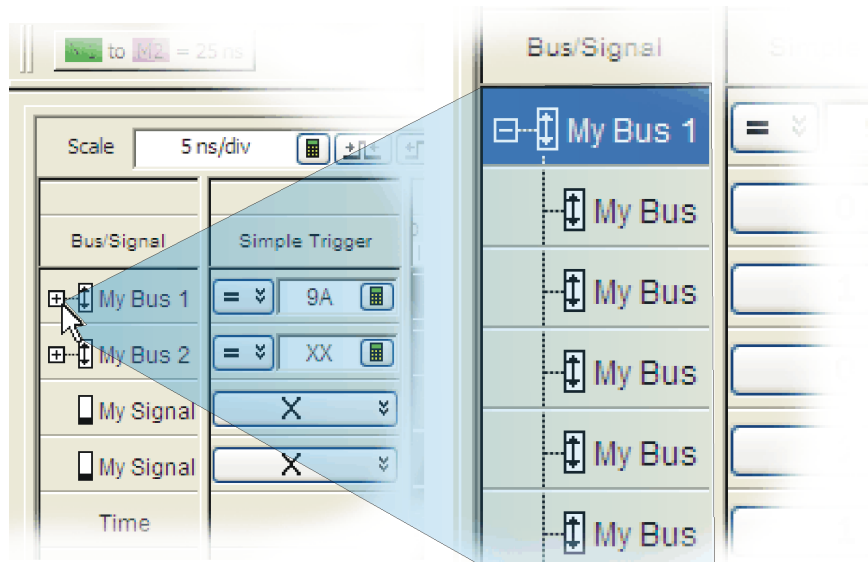 to M2 = 25 ns
Scale 5 ns/div
Bus/Signal Simple Trigger
My Bus 1 = 9A
My Bus 2 = XX
My Signal X
My Signal X
Time
Bus/Signal
My Bus 1 =
My Bus
My Bus
My Bus
My Bus
My Bus